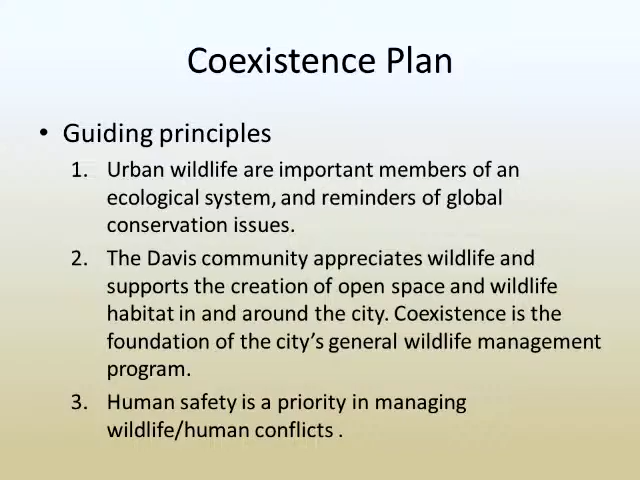 Coexistence Plan
• Guiding principles
1. Urban wildlife are important members of an
ecological system, and reminders of global
conservation issues.
2. The Davis community appreciates wildlife and
supports the creation of open space and wildlife
habitat in and around the city. Coexistence is the
foundation of the city’s general wildlife management
program.
3. Human safety is a priority in managing
wildlife/human conflicts .